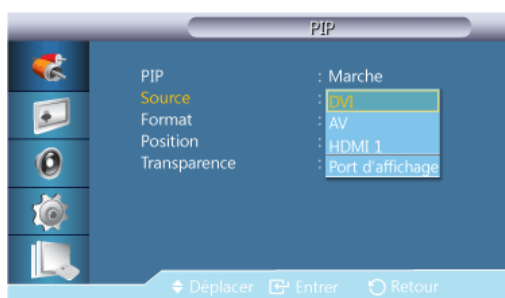 PIP
PIP : Marche
Source : DVI
Format : AV
Position : HDMI 1
Transparence : Port d'affichage
Déplacer Entrer Retour